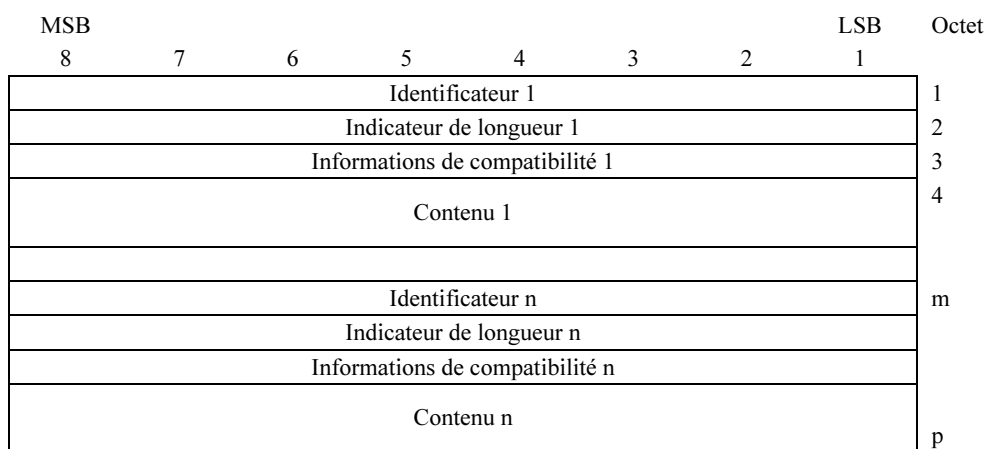 MSB LSB Octet
8 7 6 5 4 3 2 1
Identificateur 1 1
Indicateur de longueur 1 2
Informations de compatibilité 1 3
4
Contenu 1
Identificateur n m
Indicateur de longueur n
Informations de compatibilité n
Contenu n
p